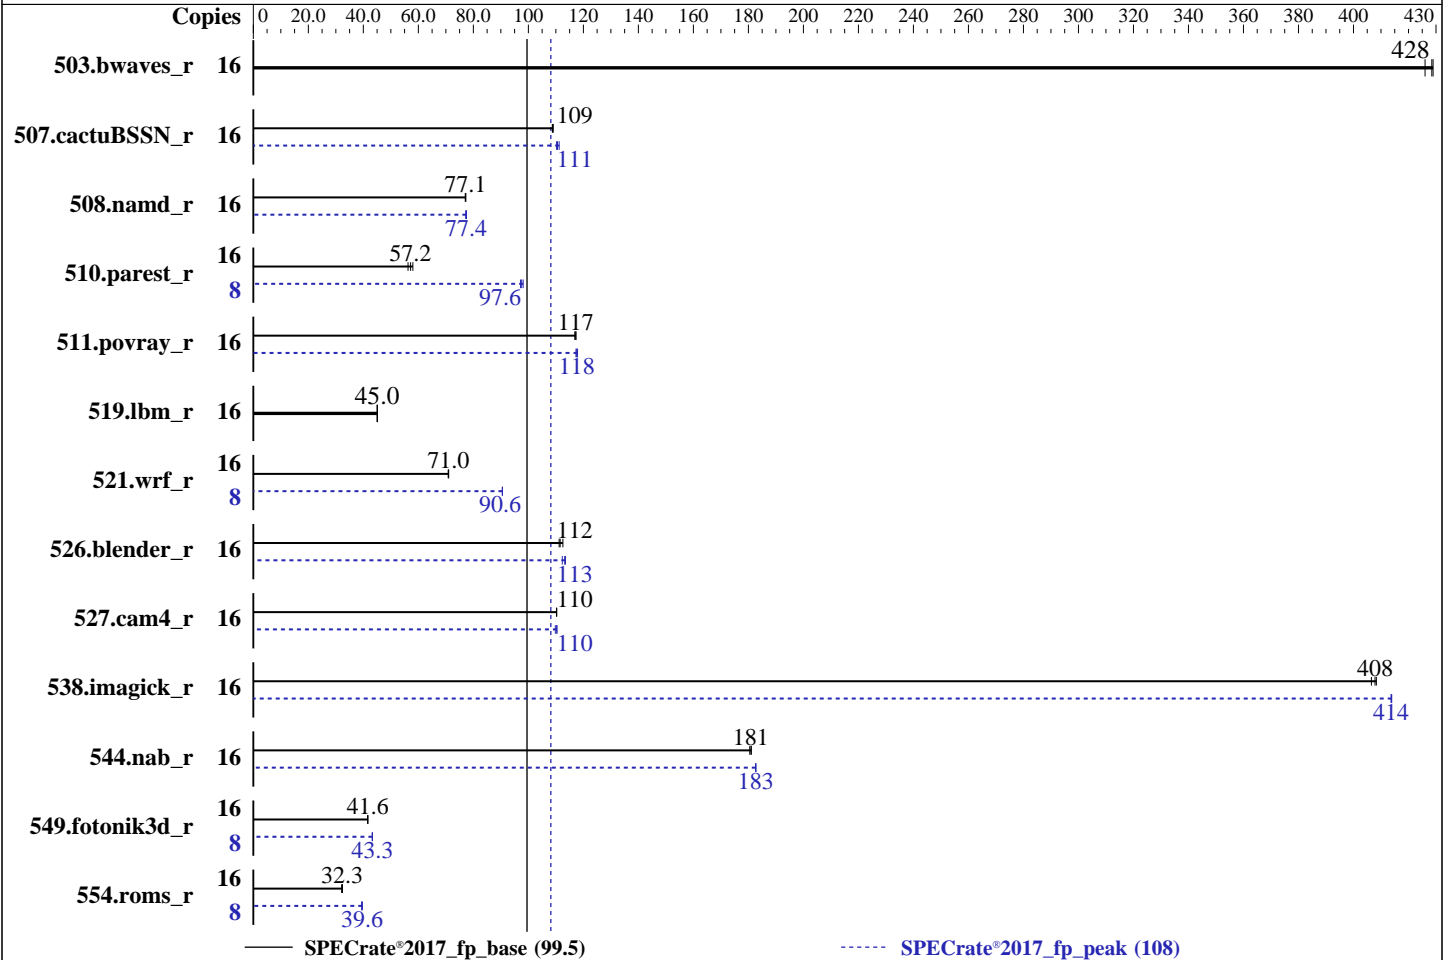 Copies 0 20.0 40.0 60.0 80.0 100 120 140 160 180 200 220 240 260 280 300 320 340 360 380 400 430
503.bwaves_r 16 428
507.cactuBSSN_r 16 109
111
508.namd_r 16 77.1
77.4
510.parest_r 16 57.2
8 97.6
511.povray_r 16 117
118
519.lbm_r 16 45.0
521.wrf_r 16 71.0
8 90.6
526.blender_r 16 112
113
527.cam4_r 16 110
110
538.imagick_r 16 408
414
544.nab_r 16 181
183
549.fotonik3d_r 16 41.6
8 43.3
554.roms_r 16 32.3
8 39.6
SPECrate®2017_fp_base (99.5) SPECrate®2017_fp_peak (108)